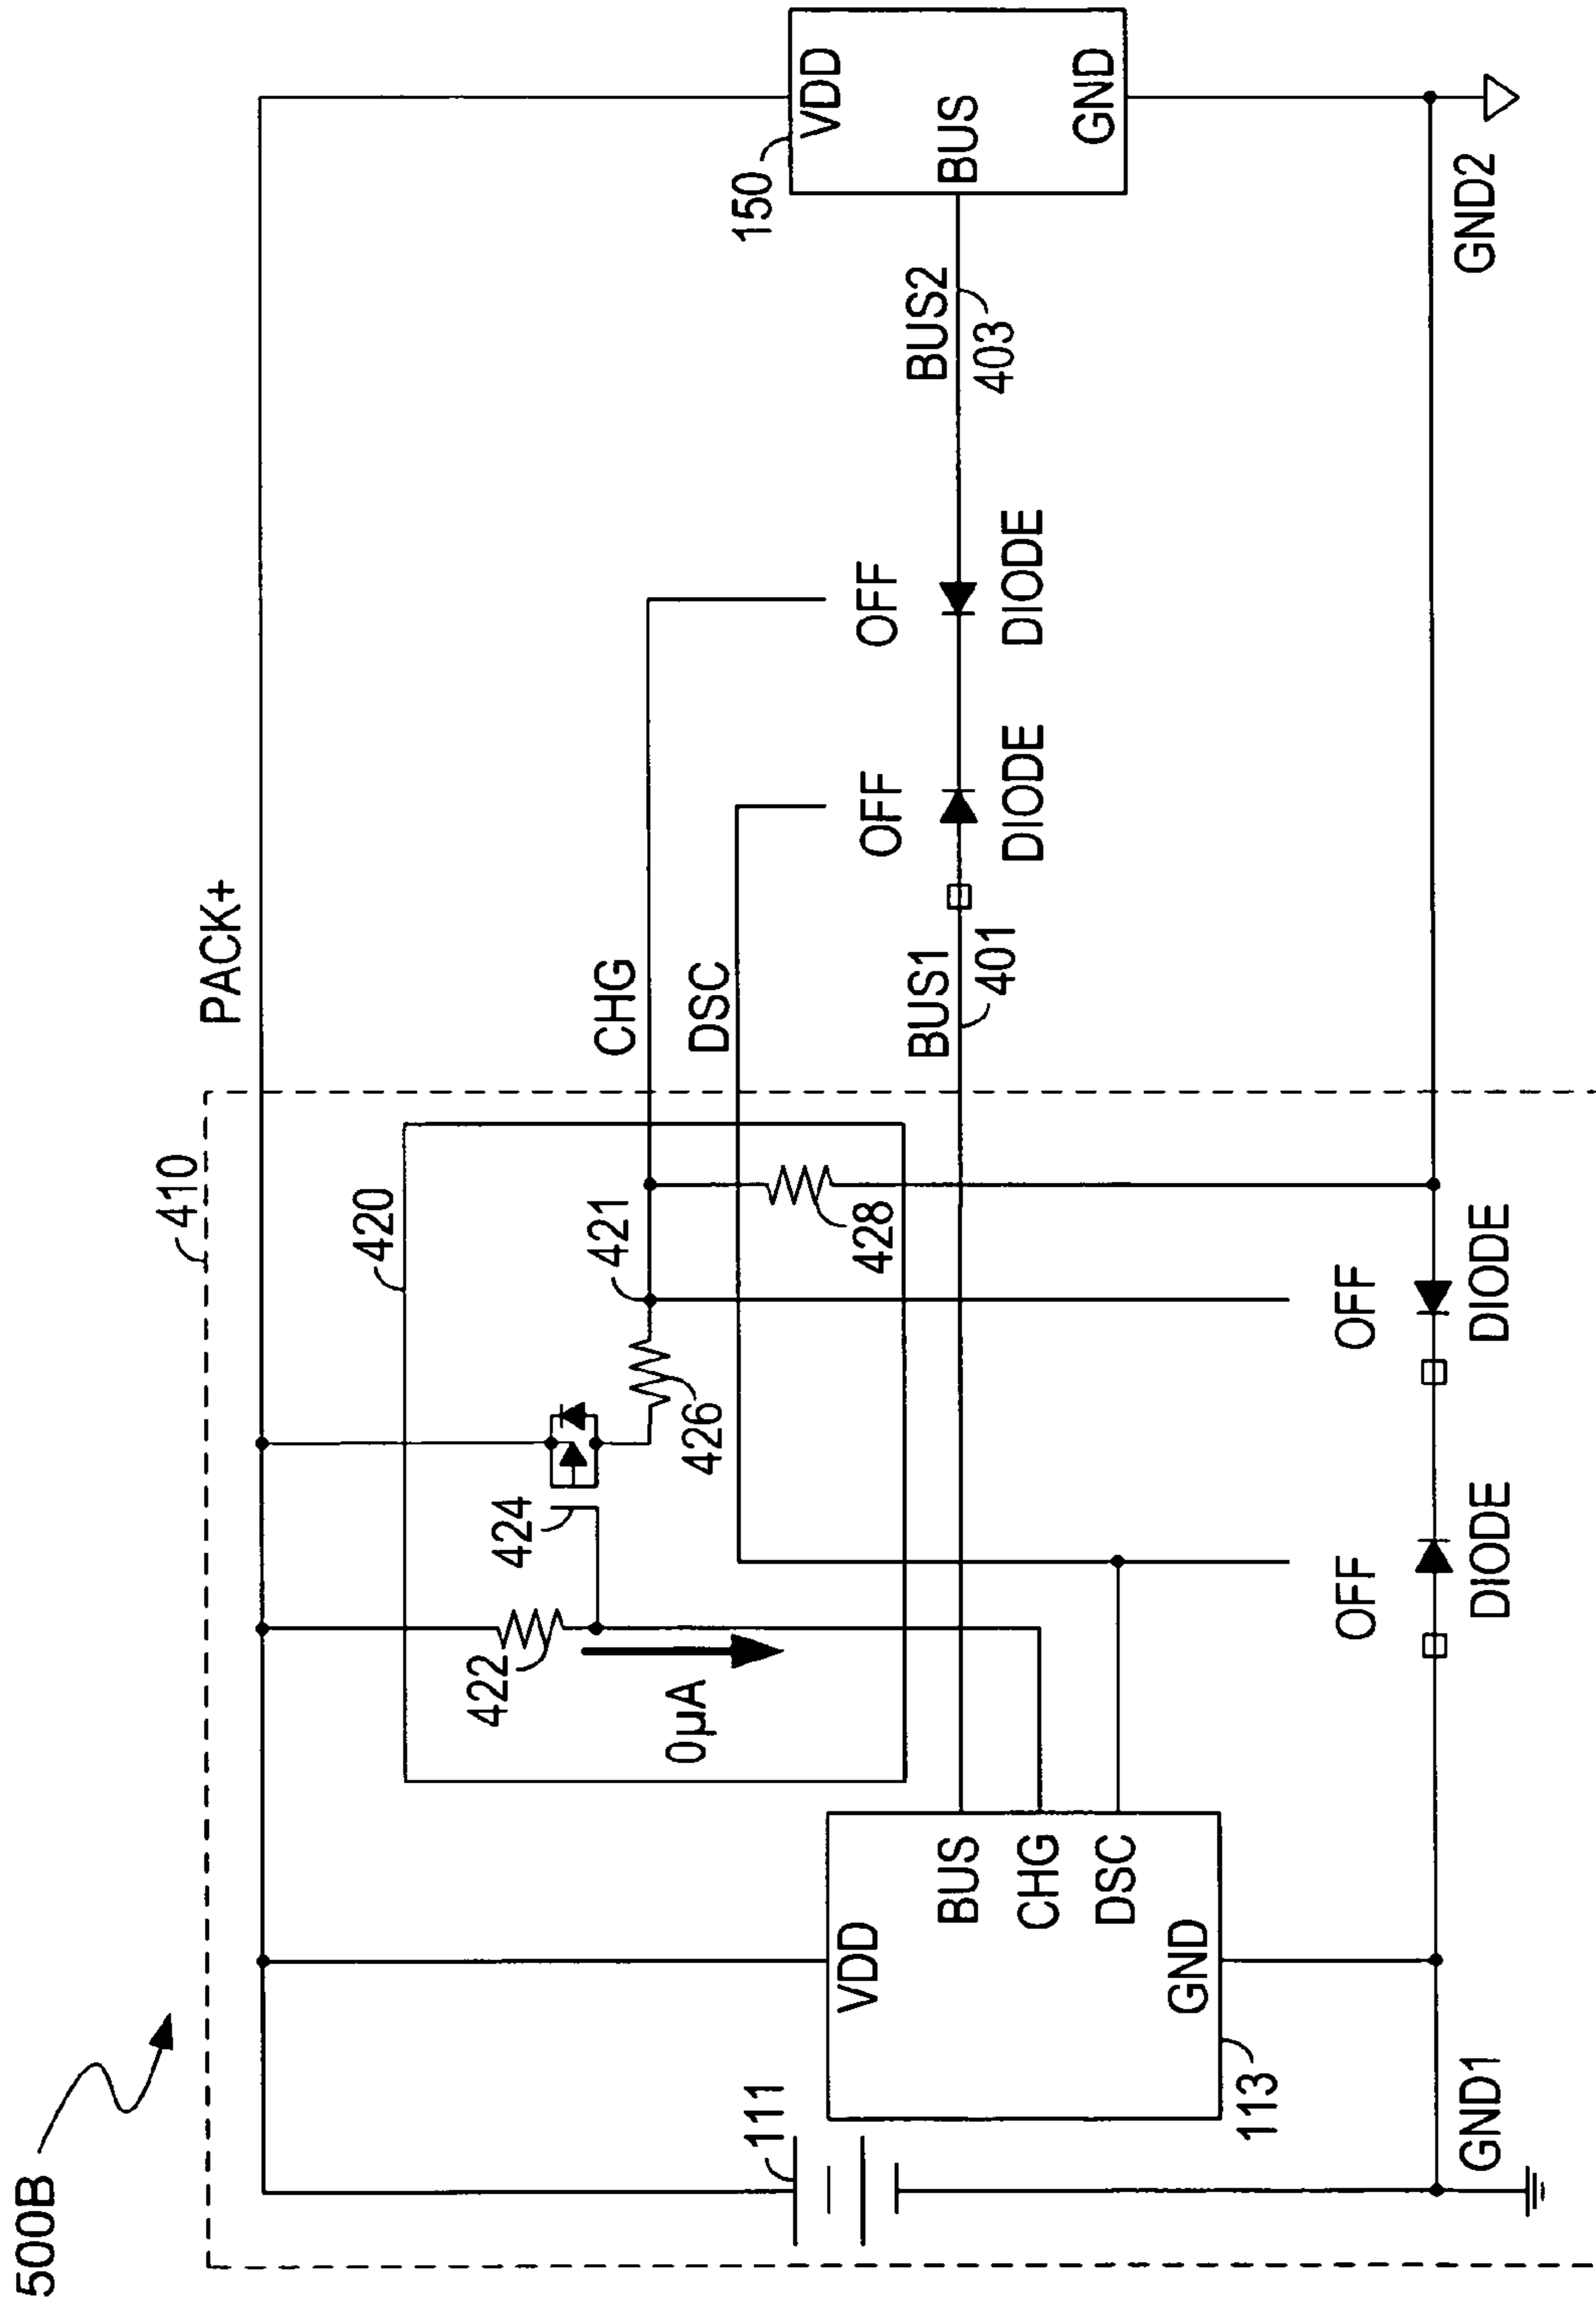 500B
410
PACK+
420
422
0µA
424
426
421
428
CHG
DSC
BUS1
401
OFF
DIODE
OFF
DIODE
BUS2
403
150
VDD
BUS
GND
GND2
111
VDD
BUS
CHG
DSC
GND
113
GND1
OFF
DIODE
OFF
DIODE